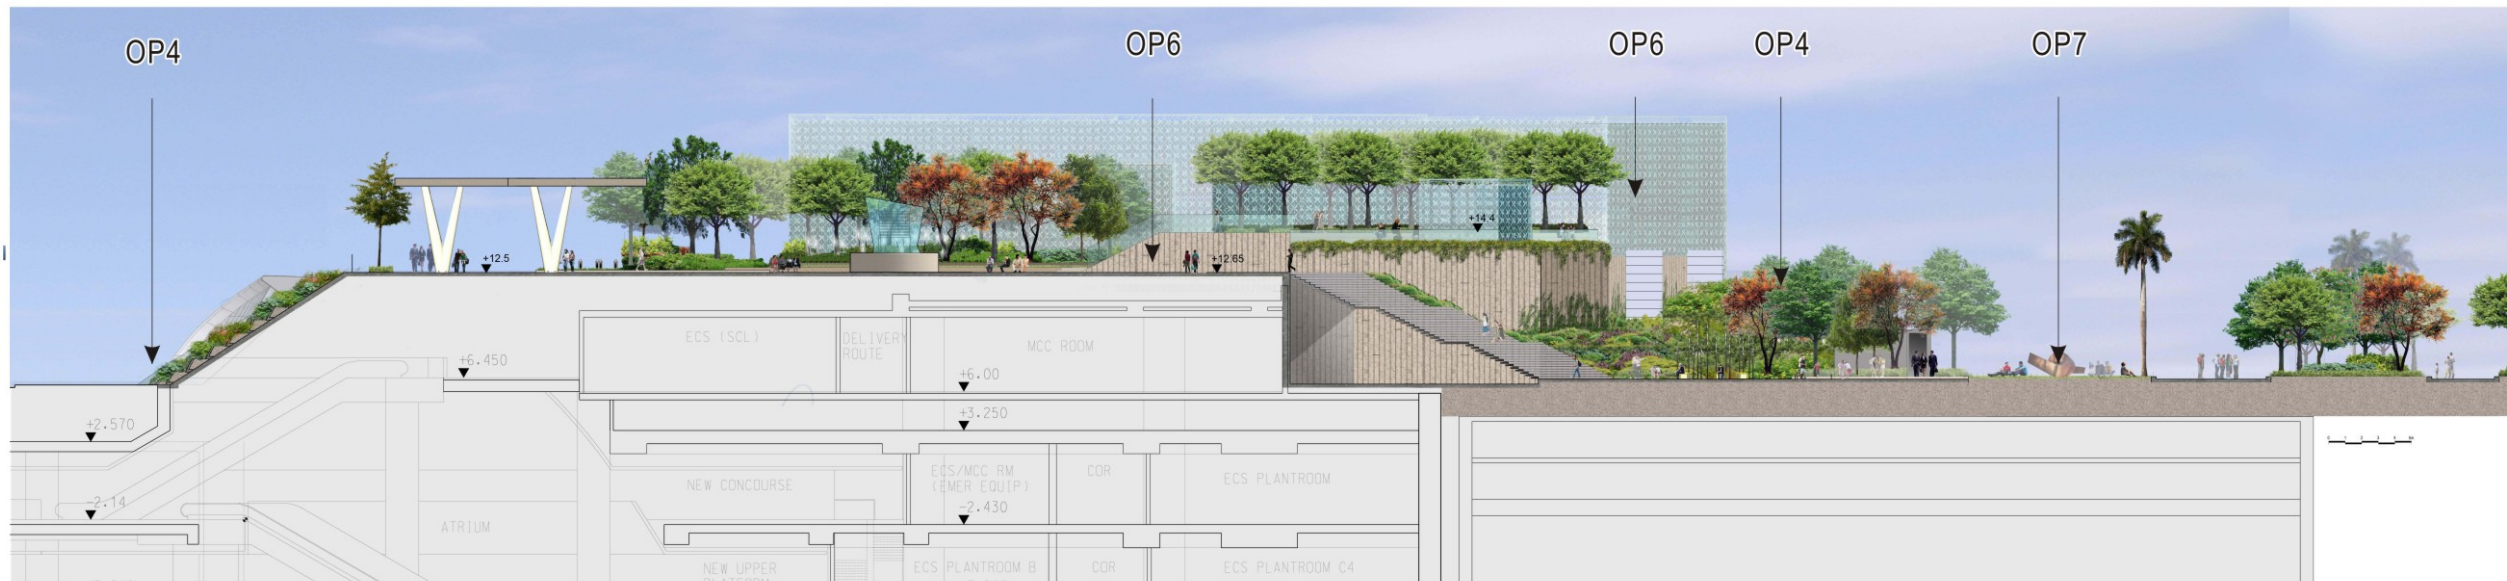 OP4
OP6
OP6
OP4
OP7
+14.4
+12.5
+12.65
ECS (SCL)
DELIVERY
ROUTE
MCC ROOM
+6.450
+6.00
+3.250
+2.570
NEW CONCOURSE
ECS/MCC RM
(EMER EQUIP)
COR
ECS PLANTROOM
-2.14
-2.430
ATRIUM
NEW UPPER
ECS PLANTROOM B
COR
ECS PLANTROOM C4